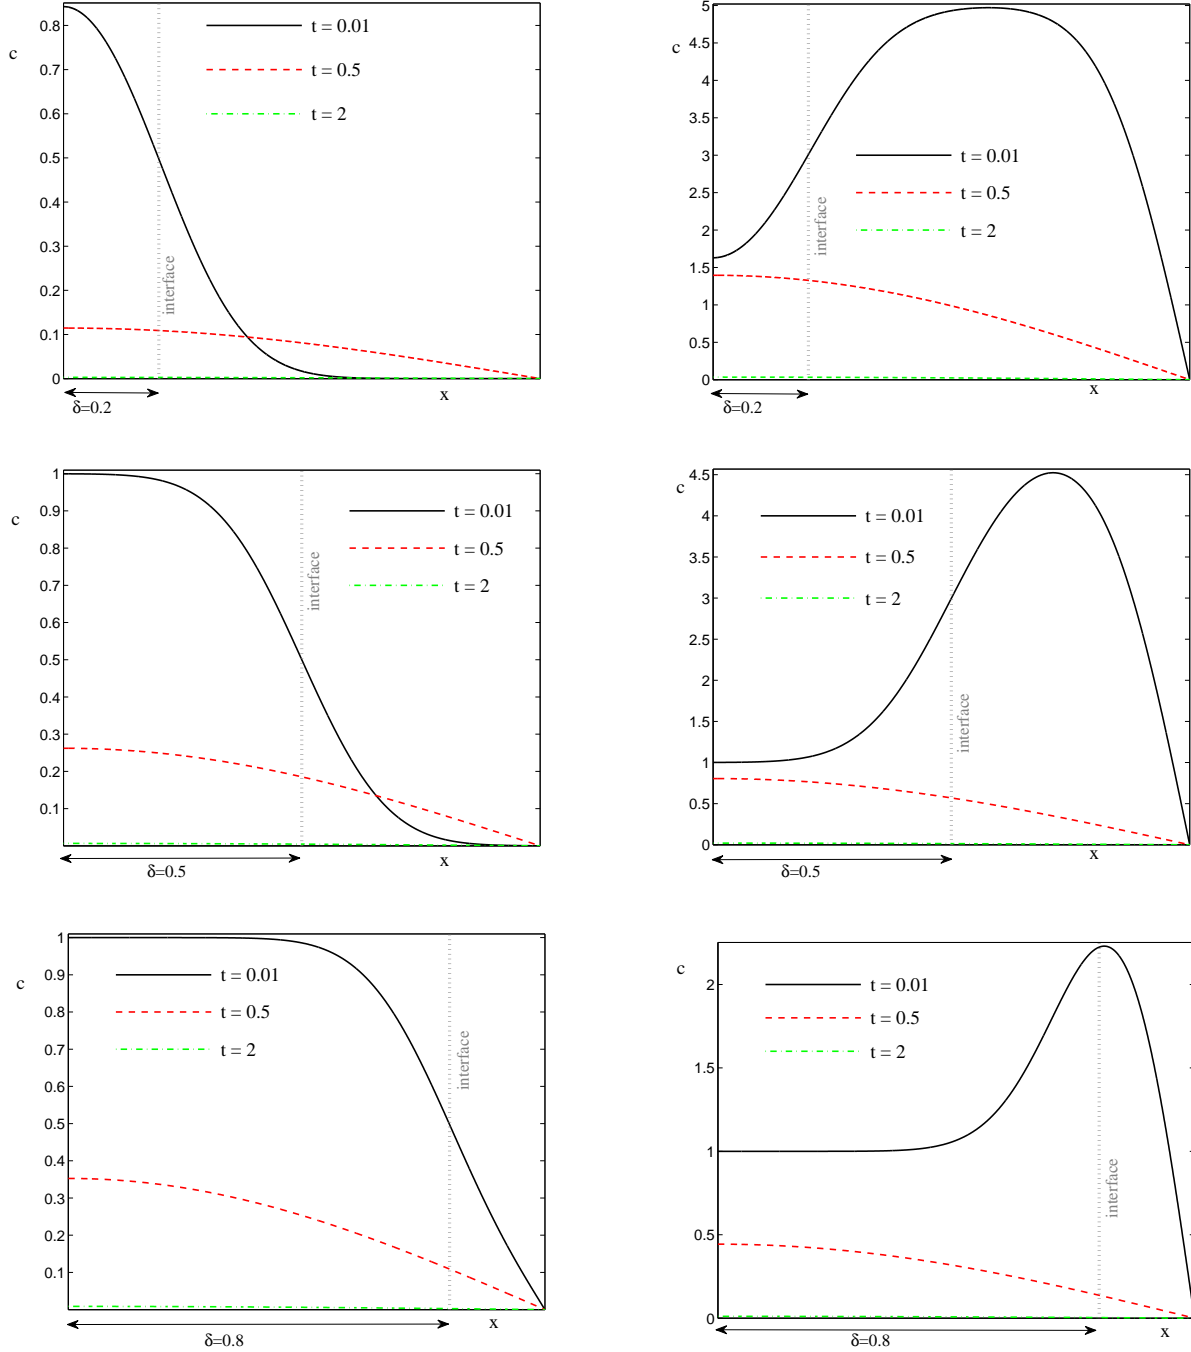 0.8
c
0.7
0.6
0.5
0.4
0.3
0.2
0.1
0
t = 0.01
t = 0.5
t = 2
interface
x
δ=0.2
5
c
4.5
4
3.5
3
2.5
2
1.5
1
0.5
0
t = 0.01
t = 0.5
t = 2
interface
x
δ=0.2
1
c
0.9
0.8
0.7
0.6
0.5
0.4
0.3
0.2
0.1
t = 0.01
t = 0.5
t = 2
interface
x
δ=0.5
4.5
c
4
3.5
3
2.5
2
1.5
1
0.5
0
t = 0.01
t = 0.5
t = 2
interface
x
δ=0.5
1
c
0.9
0.8
0.7
0.6
0.5
0.4
0.3
0.2
0.1
t = 0.01
t = 0.5
t = 2
interface
x
δ=0.8
c
2
1.5
1
0.5
0
t = 0.01
t = 0.5
t = 2
interface
x
δ=0.8